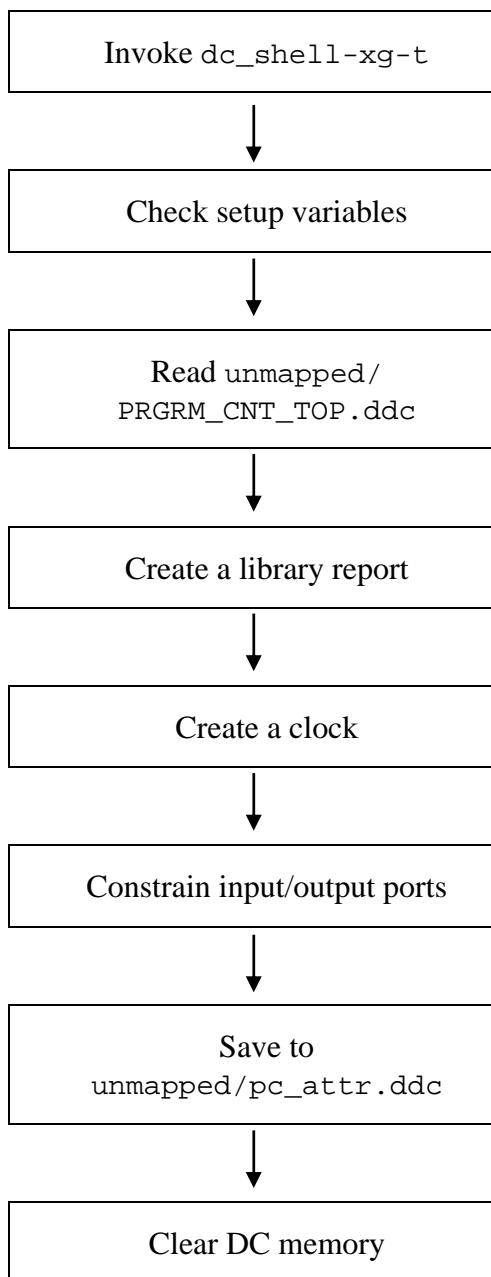 Invoke dc_shell-xg-t
Check setup variables
Read unmapped/
PRGRM_CNT_TOP.ddc
Create a library report
Create a clock
Constrain input/output ports
Save to
unmapped/pc_attr.ddc
Clear DC memory